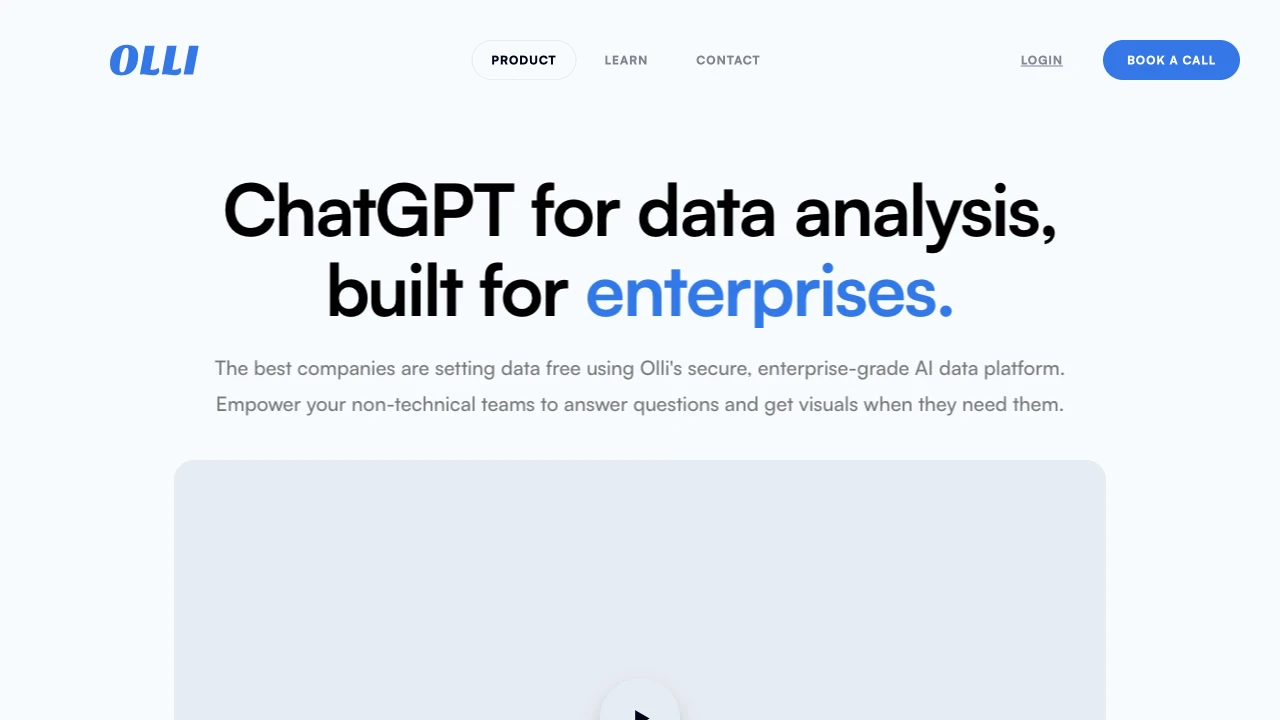 OLLI
PRODUCT
LEARN
CONTACT
LOGIN
BOOK A CALL
ChatGPT for data analysis,
built for enterprises.
The best companies are setting data free using Olli's secure, enterprise-grade AI data platform.
Empower your non-technical teams to answer questions and get visuals when they need them.